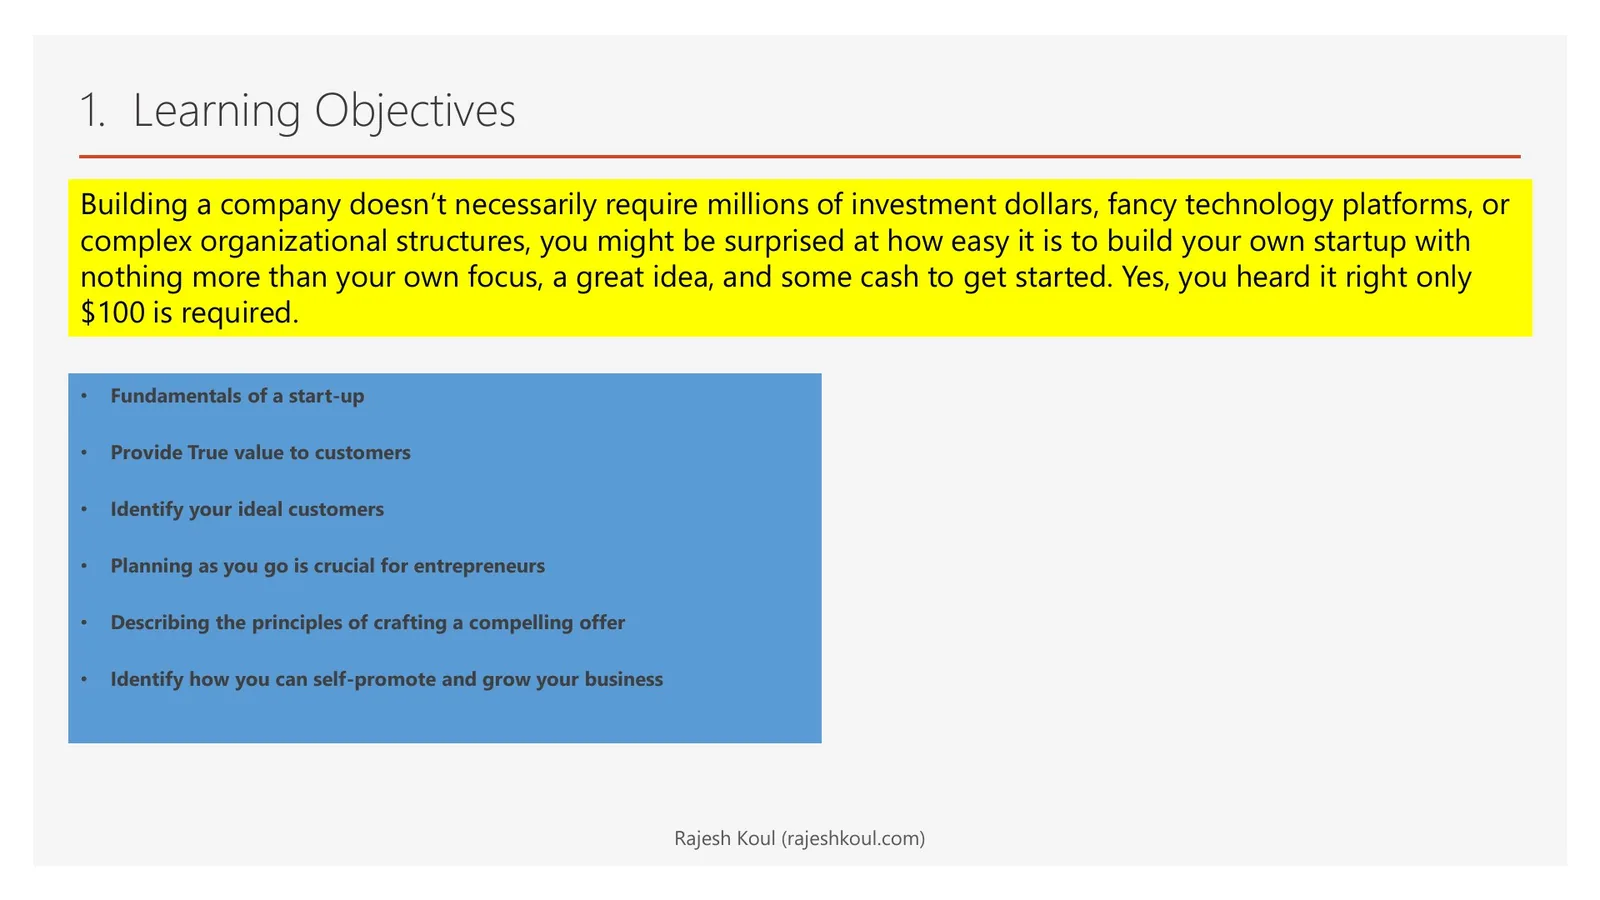 1. Learning Objectives
Building a company doesn’t necessarily require millions of investment dollars, fancy technology platforms, or
complex organizational structures, you might be surprised at how easy it is to build your own startup with
nothing more than your own focus, a great idea, and some cash to get started. Yes, you heard it right only
$100 is required.
• Fundamentals of a start-up
• Provide True value to customers
• Identify your ideal customers
• Planning as you go is crucial for entrepreneurs
• Describing the principles of crafting a compelling offer
• Identify how you can self-promote and grow your business
Rajesh Koul (rajeshkoul.com)